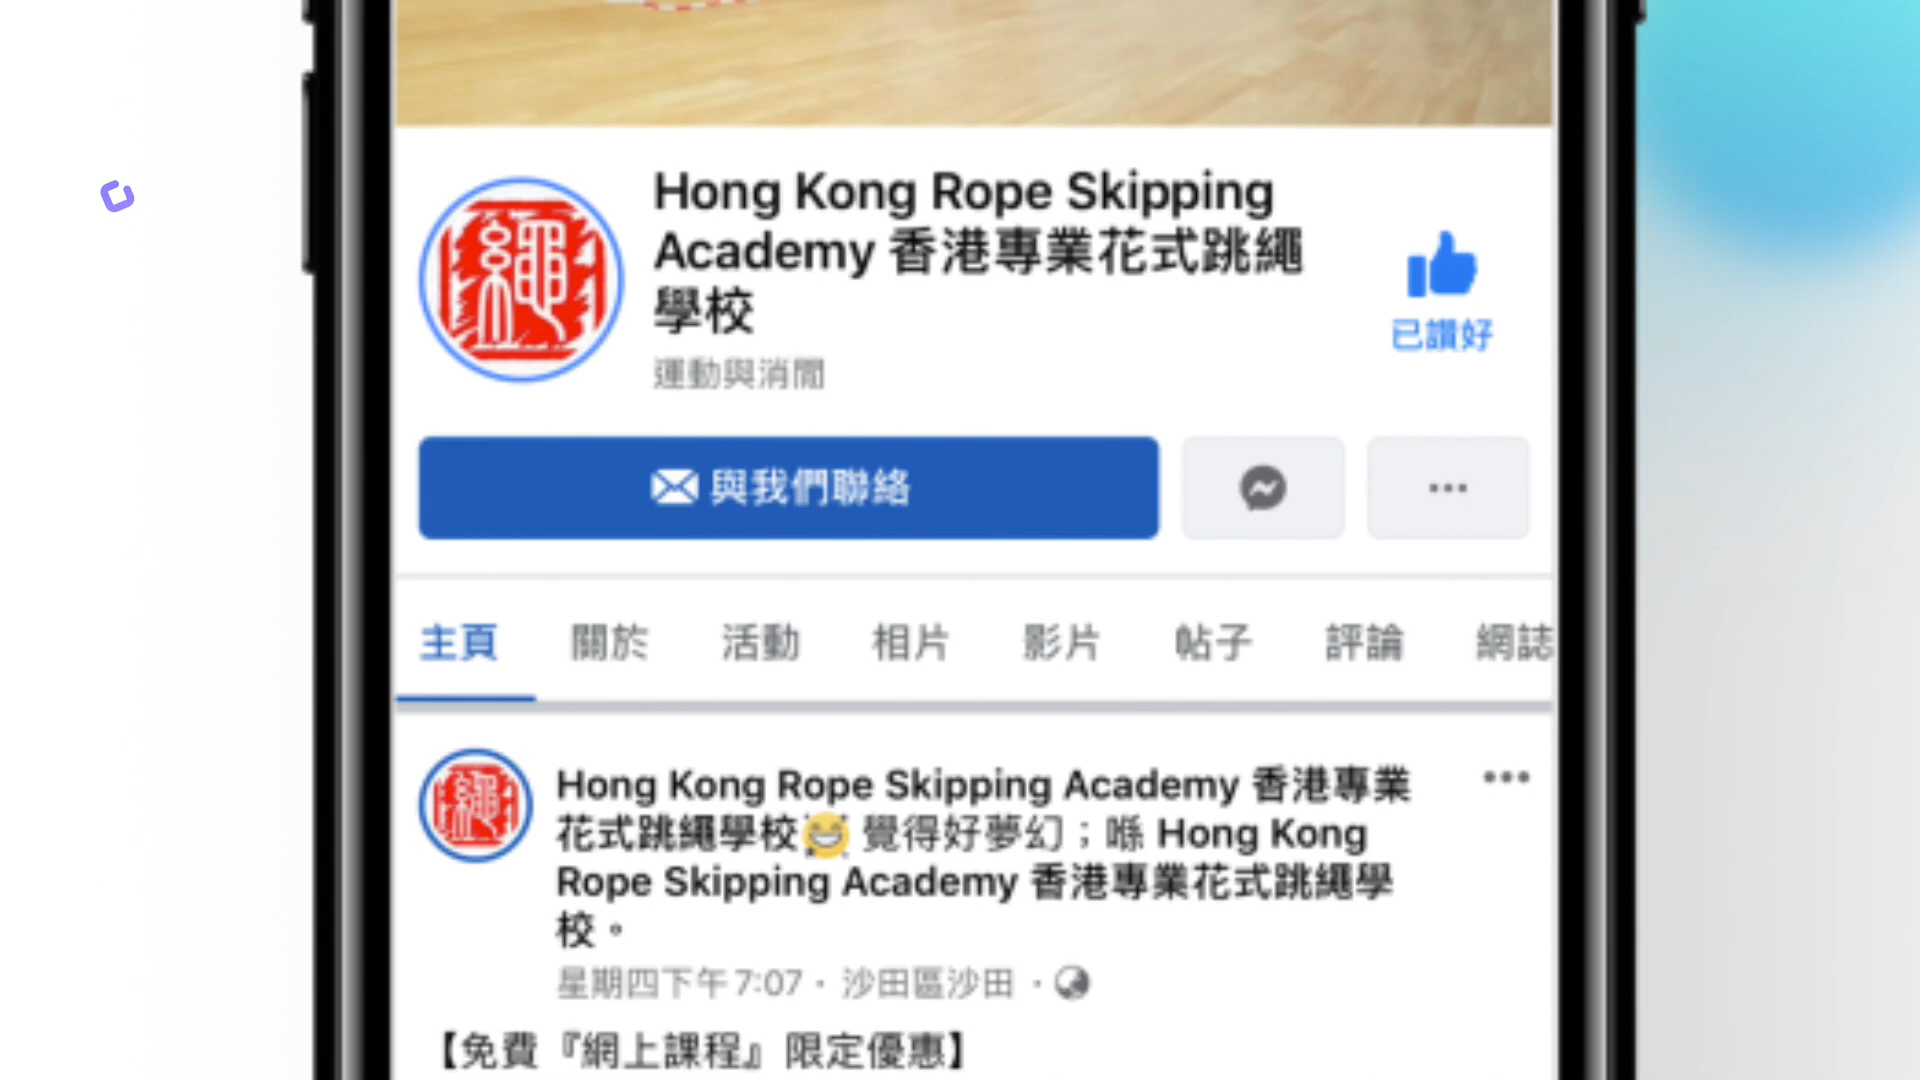 Hong Kong Rope Skipping
Academy 香港專業花式跳繩
學校
已讚好
繩
運動與消閒
與我們聯絡
主頁 關於 活動 相片 影片 帖子 評論 網誌
繩
Hong Kong Rope Skipping Academy 香港專業
花式跳繩學校😆 覺得好夢幻；喺 Hong Kong
Rope Skipping Academy 香港專業花式跳繩學
校。
星期四下午 7:07 · 沙田區沙田 ·
【免費『網上課程』限定優惠】